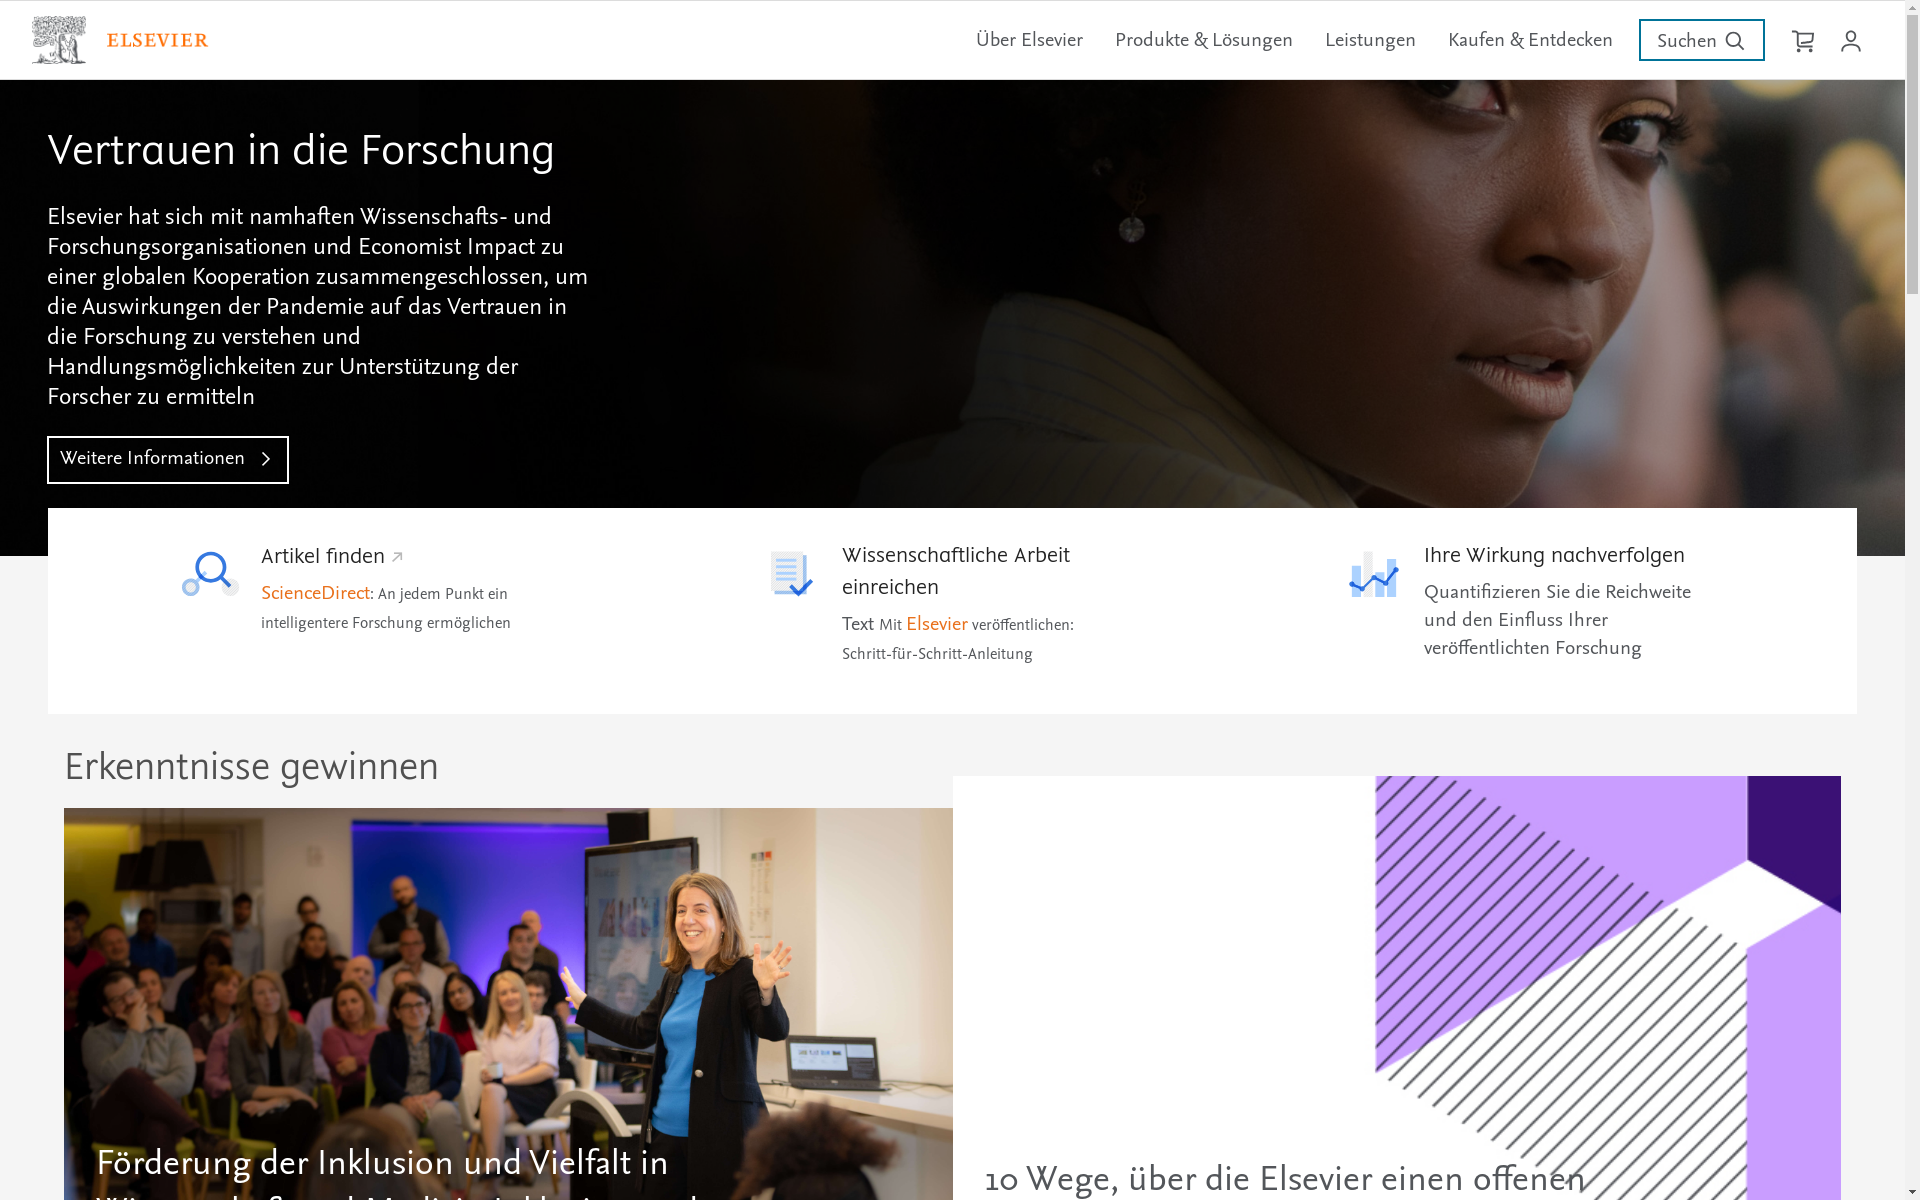 ELSEVIER
Über Elsevier
Produkte & Lösungen
Leistungen
Kaufen & Entdecken
Suchen
Vertrauen in die Forschung
Elsevier hat sich mit namhaften Wissenschafts- und
Forschungsorganisationen und Economist Impact zu
einer globalen Kooperation zusammengeschlossen, um
die Auswirkungen der Pandemie auf das Vertrauen in
die Forschung zu verstehen und
Handlungsmöglichkeiten zur Unterstützung der
Forscher zu ermitteln
Weitere Informationen
Artikel finden
ScienceDirect: An jedem Punkt ein
intelligentere Forschung ermöglichen
Wissenschaftliche Arbeit
einreichen
Text Mit Elsevier veröffentlichen:
Schritt-für-Schritt-Anleitung
Ihre Wirkung nachverfolgen
Quantifizieren Sie die Reichweite
und den Einfluss Ihrer
veröffentlichten Forschung
Erkenntnisse gewinnen
Förderung der Inklusion und Vielfalt in
10 Wege, über die Elsevier einen offenen